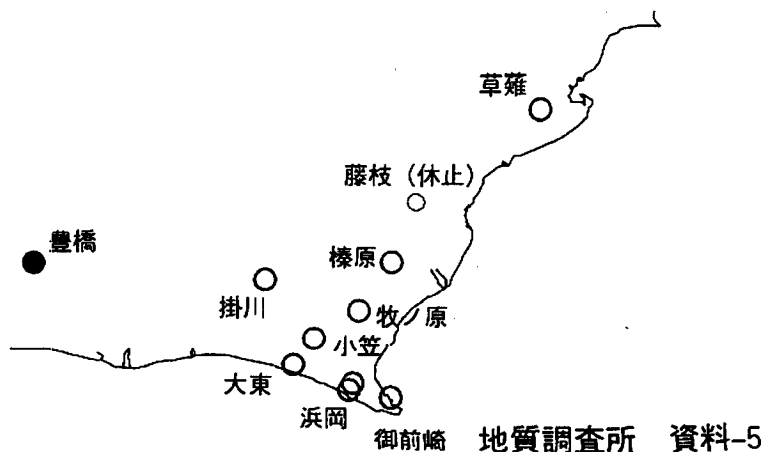 草薙
藤枝（休止）
豊橋
榛原
掛川
牧ノ原
小笠
大東
浜岡
御前崎
地質調査所　資料-5